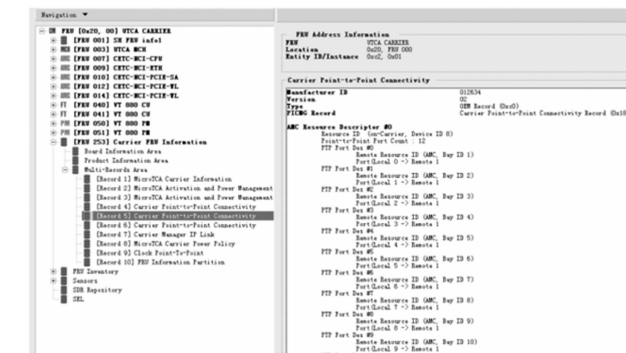 Navigation
FRU [0x20, 00] UTCA CARRIER
[FRU 001] SH FRU info1
MCH [FRU 003] UTCA MCH
AMC [FRU 007] CETC-MCI-CPU
AMC [FRU 009] CETC-MCI-ETH
AMC [FRU 010] CETC-MCI-PCIE-SA
AMC [FRU 012] CETC-MCI-PCIE-WL
AMC [FRU 014] CETC-MCI-PCIE-WL
FT [FRU 040] VT 880 CU
FT [FRU 041] VT 880 CU
PM [FRU 050] VT 880 PM
PM [FRU 051] VT 880 PM
[FRU 253] Carrier FRU Information
Board Information Area
Product Information Area
Multi-Records Area
[Record 1] MicroTCA Carrier Information
[Record 2] MicroTCA Activation and Power Management
[Record 3] MicroTCA Activation and Power Management
[Record 4] Carrier Point-to-Point Connectivity
[Record 5] Carrier Point-to-Point Connectivity
[Record 6] Carrier Point-to-Point Connectivity
[Record 7] Carrier Manager IP Link
[Record 8] MicroTCA Carrier Power Policy
[Record 9] Clock Point-To-Point
[Record 10] FRU Information Partition
FRU Inventory
Sensors
SDR Repository
SEL
FRU Address Information
FRU UTCA CARRIER
Location 0x20, FRU 000
Entity ID/Instance 0xc2, 0x01
Carrier Point-to-Point Connectivity
Manufacturer ID 012634
Version 02
Type OEM Record (0xc0)
PICMG Record Carrier Point-to-Point Connectivity Record (0x18
AMC Resource Descriptor #0
Resource ID (on-Carrier, Device ID 8)
Point-to-Point Port Count : 12
PTP Port Des #0
Remote Resource ID (AMC, Bay ID 1)
Port(Local 0 -> Remote 1
PTP Port Des #1
Remote Resource ID (AMC, Bay ID 2)
Port(Local 1 -> Remote 1
PTP Port Des #2
Remote Resource ID (AMC, Bay ID 3)
Port(Local 2 -> Remote 1
PTP Port Des #3
Remote Resource ID (AMC, Bay ID 4)
Port(Local 3 -> Remote 1
PTP Port Des #4
Remote Resource ID (AMC, Bay ID 5)
Port(Local 4 -> Remote 1
PTP Port Des #5
Remote Resource ID (AMC, Bay ID 6)
Port(Local 5 -> Remote 1
PTP Port Des #6
Remote Resource ID (AMC, Bay ID 7)
Port(Local 6 -> Remote 1
PTP Port Des #7
Remote Resource ID (AMC, Bay ID 8)
Port(Local 7 -> Remote 1
PTP Port Des #8
Remote Resource ID (AMC, Bay ID 9)
Port(Local 8 -> Remote 1
PTP Port Des #9
Remote Resource ID (AMC, Bay ID 10)
Port(Local 9 -> Remote 1